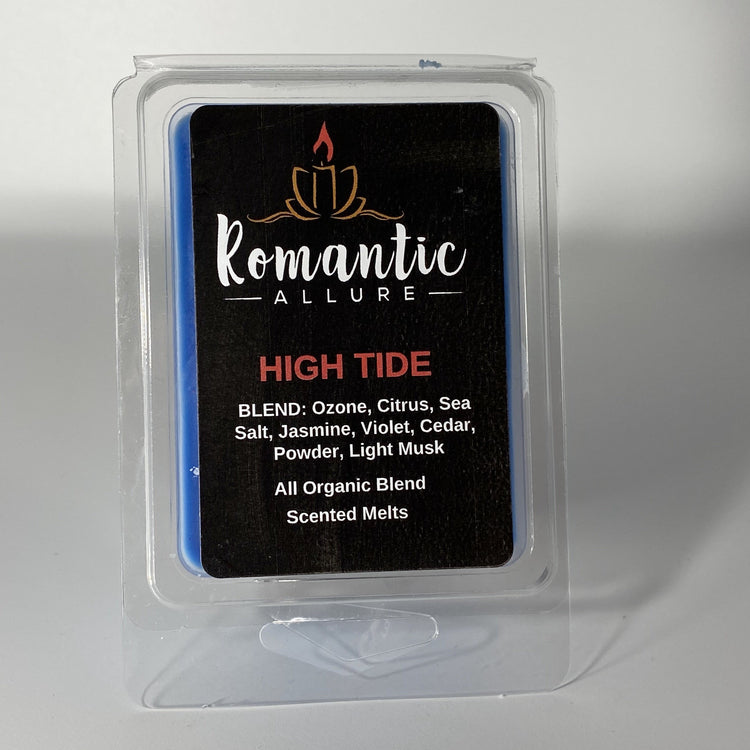 Romantic
ALLURE
HIGH TIDE
BLEND: Ozone, Citrus, Sea
Salt, Jasmine, Violet, Cedar,
Powder, Light Musk
All Organic Blend
Scented Melts